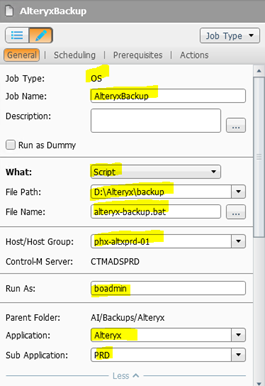 AlteryxBackup
Job Type
General | Scheduling | Prerequisites | Actions
Job Type: OS
Job Name: AlteryxBackup
Description:
...
Run as Dummy
What: Script
File Path: D:\Alteryx\backup
File Name: alteryx-backup.bat ...
Host/Host Group: phx-altxprd-01
Control-M Server: CTMADSPRD
Run As: boadmin
Parent Folder: AI/Backups/Alteryx
Application: Alteryx
Sub Application: PRD
Less